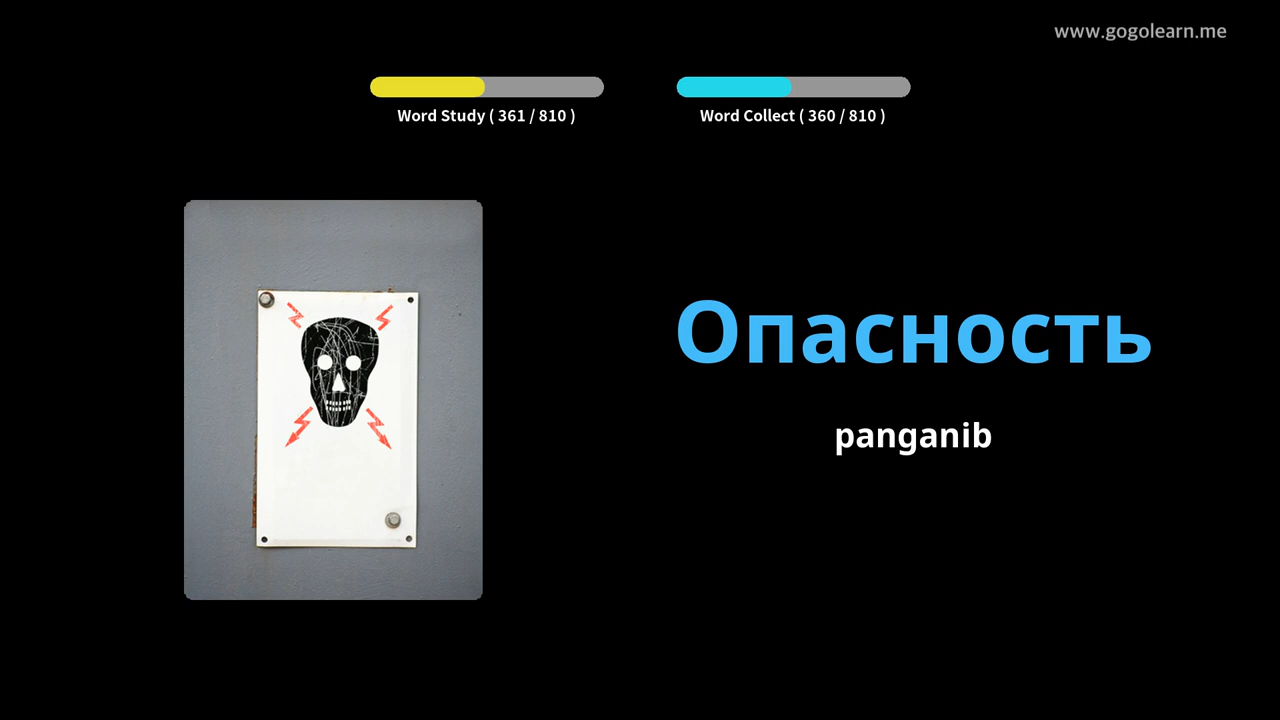 www.gogolearn.me
Word Study ( 361 / 810 )
Word Collect ( 360 / 810 )
Опасность
panganib